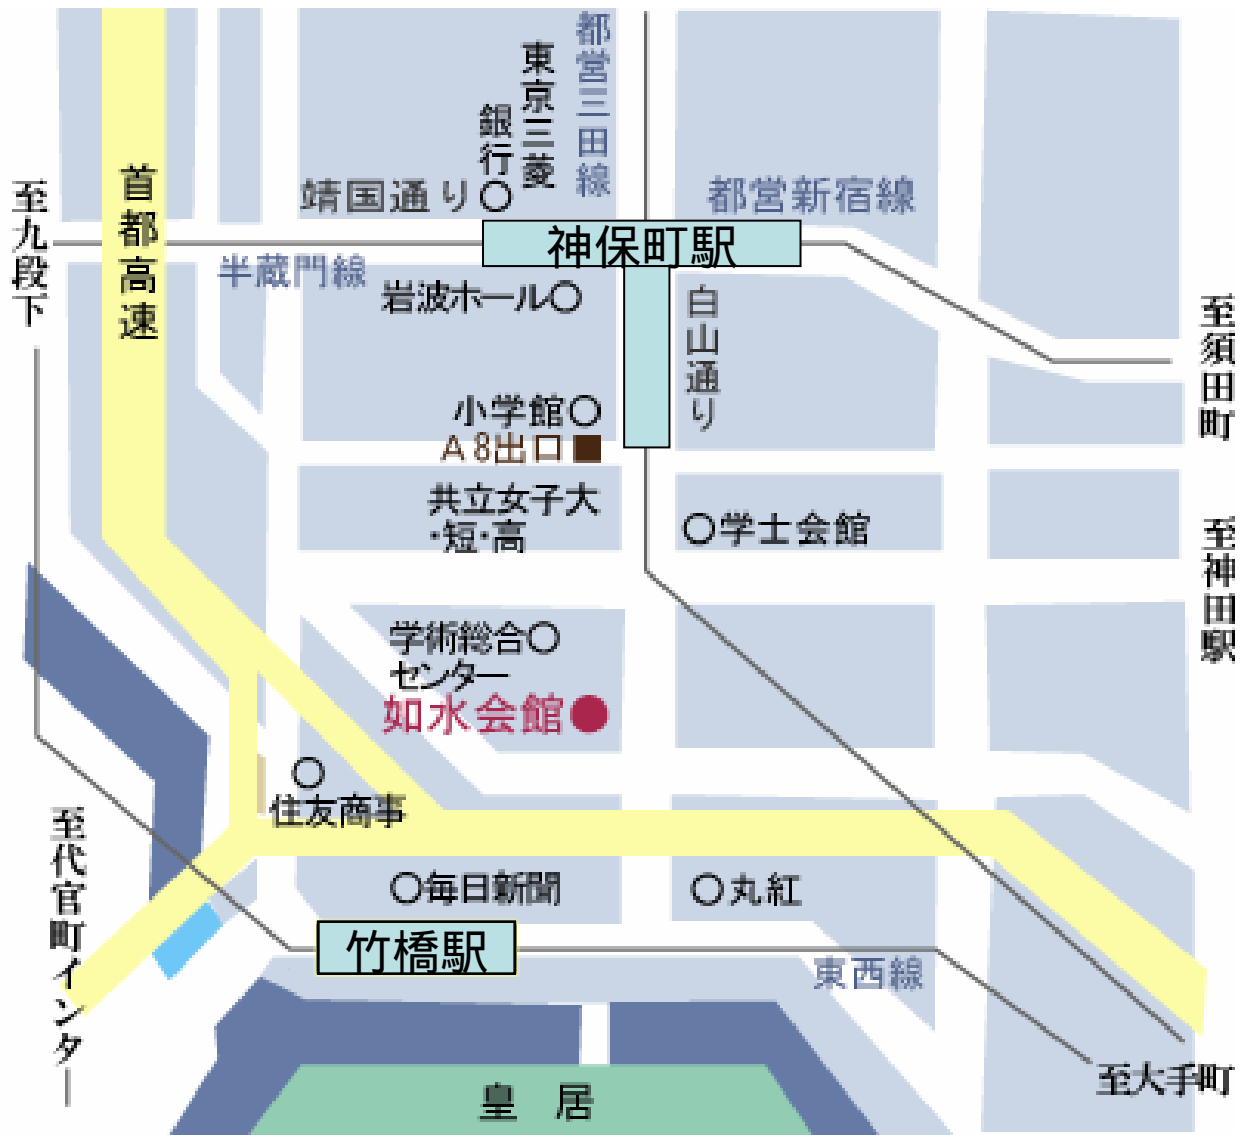 都営三田線
東京三菱
銀行
靖国通り
都営新宿線
首都高速
至九段下
神保町駅
半蔵門線
岩波ホール
白山通り
至須田町
小学館
A8出口
共立女子大
・短・高
学士会館
至神田駅
学術総合
センター
如水会館
住友商事
至代官町インター
毎日新聞
丸紅
竹橋駅
東西線
至大手町
皇居